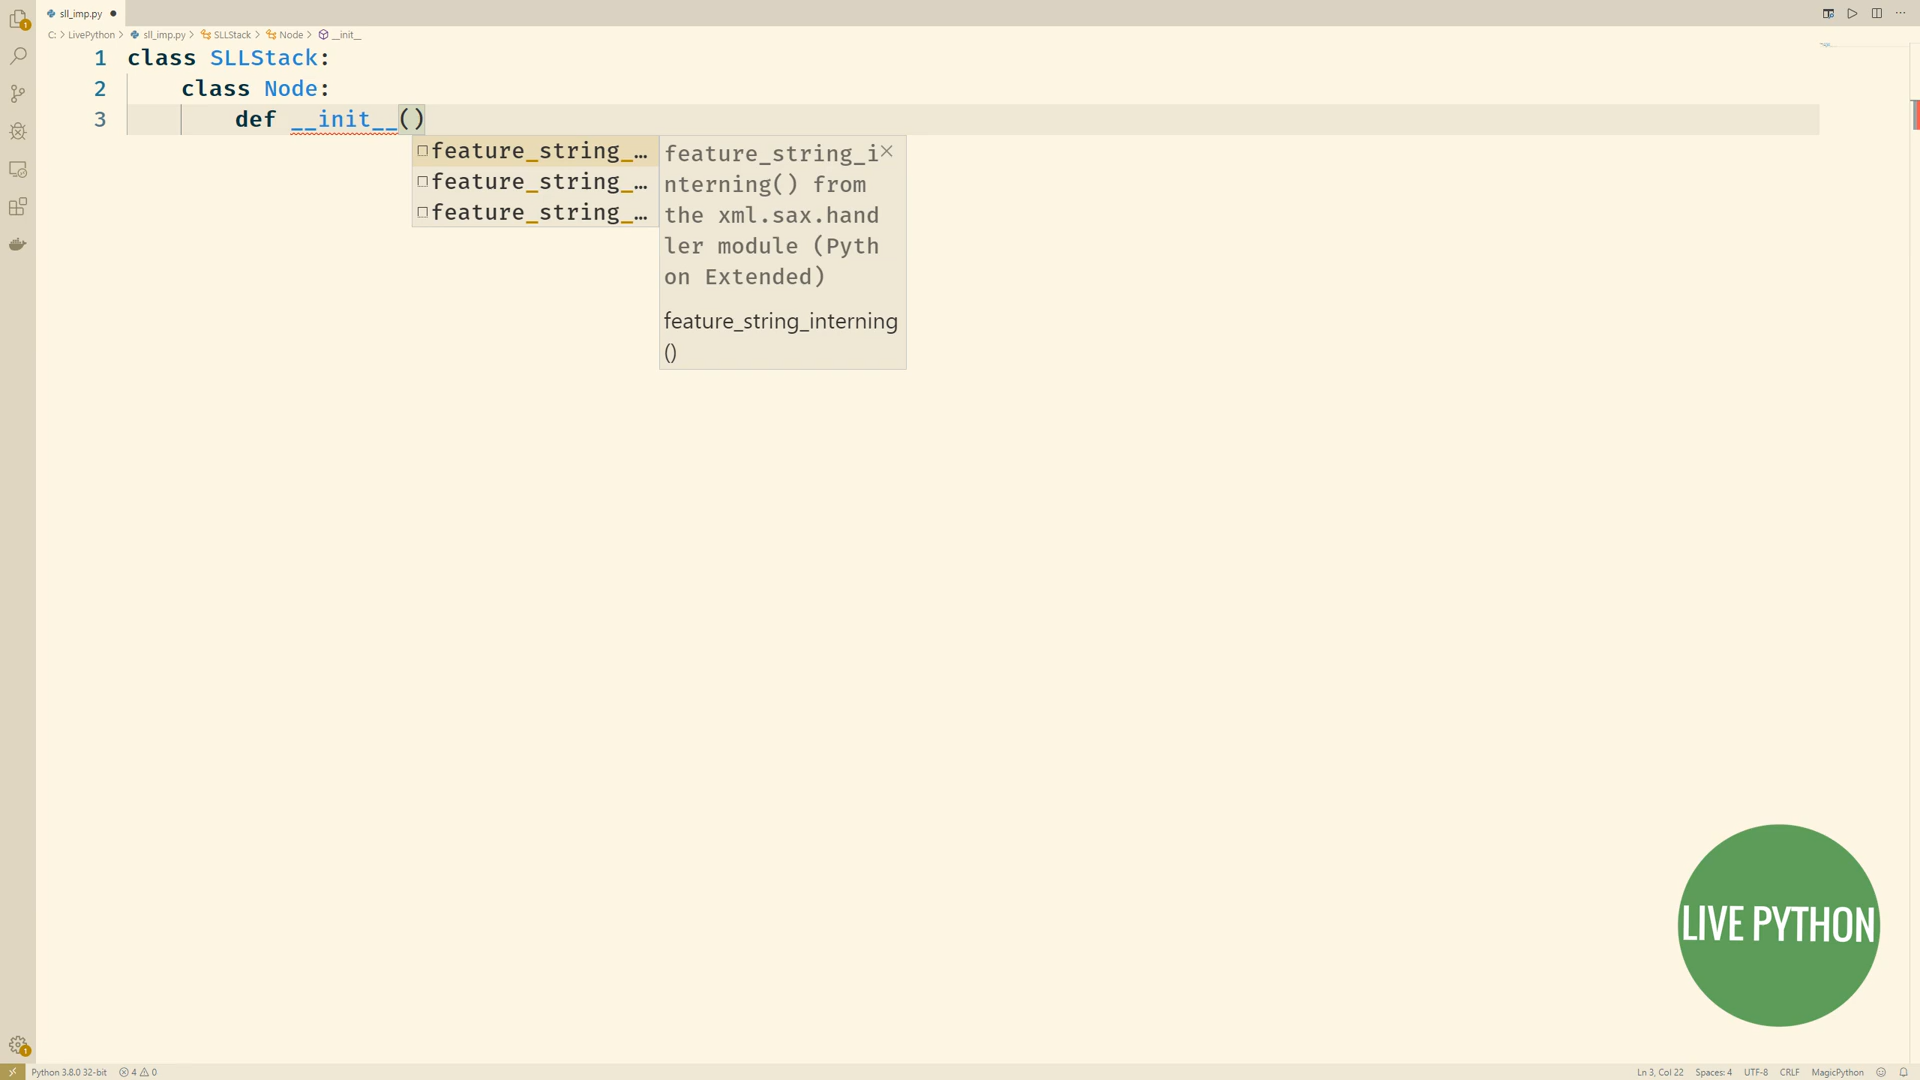 1
sll_imp.py
C: > LivePython > sll_imp.py > SLLStack > Node > __init__
1 class SLLStack:
2 class Node:
3 def __init__()
feature_string_…
feature_string_…
feature_string_…
feature_string_i
nterning() from
the xml.sax.hand
ler module (Pyth
on Extended)
feature_string_interning
()
LIVE PYTHON
1
Python 3.8.0 32-bit 4 0 Ln 3, Col 22 Spaces: 4 UTF-8 CRLF MagicPython